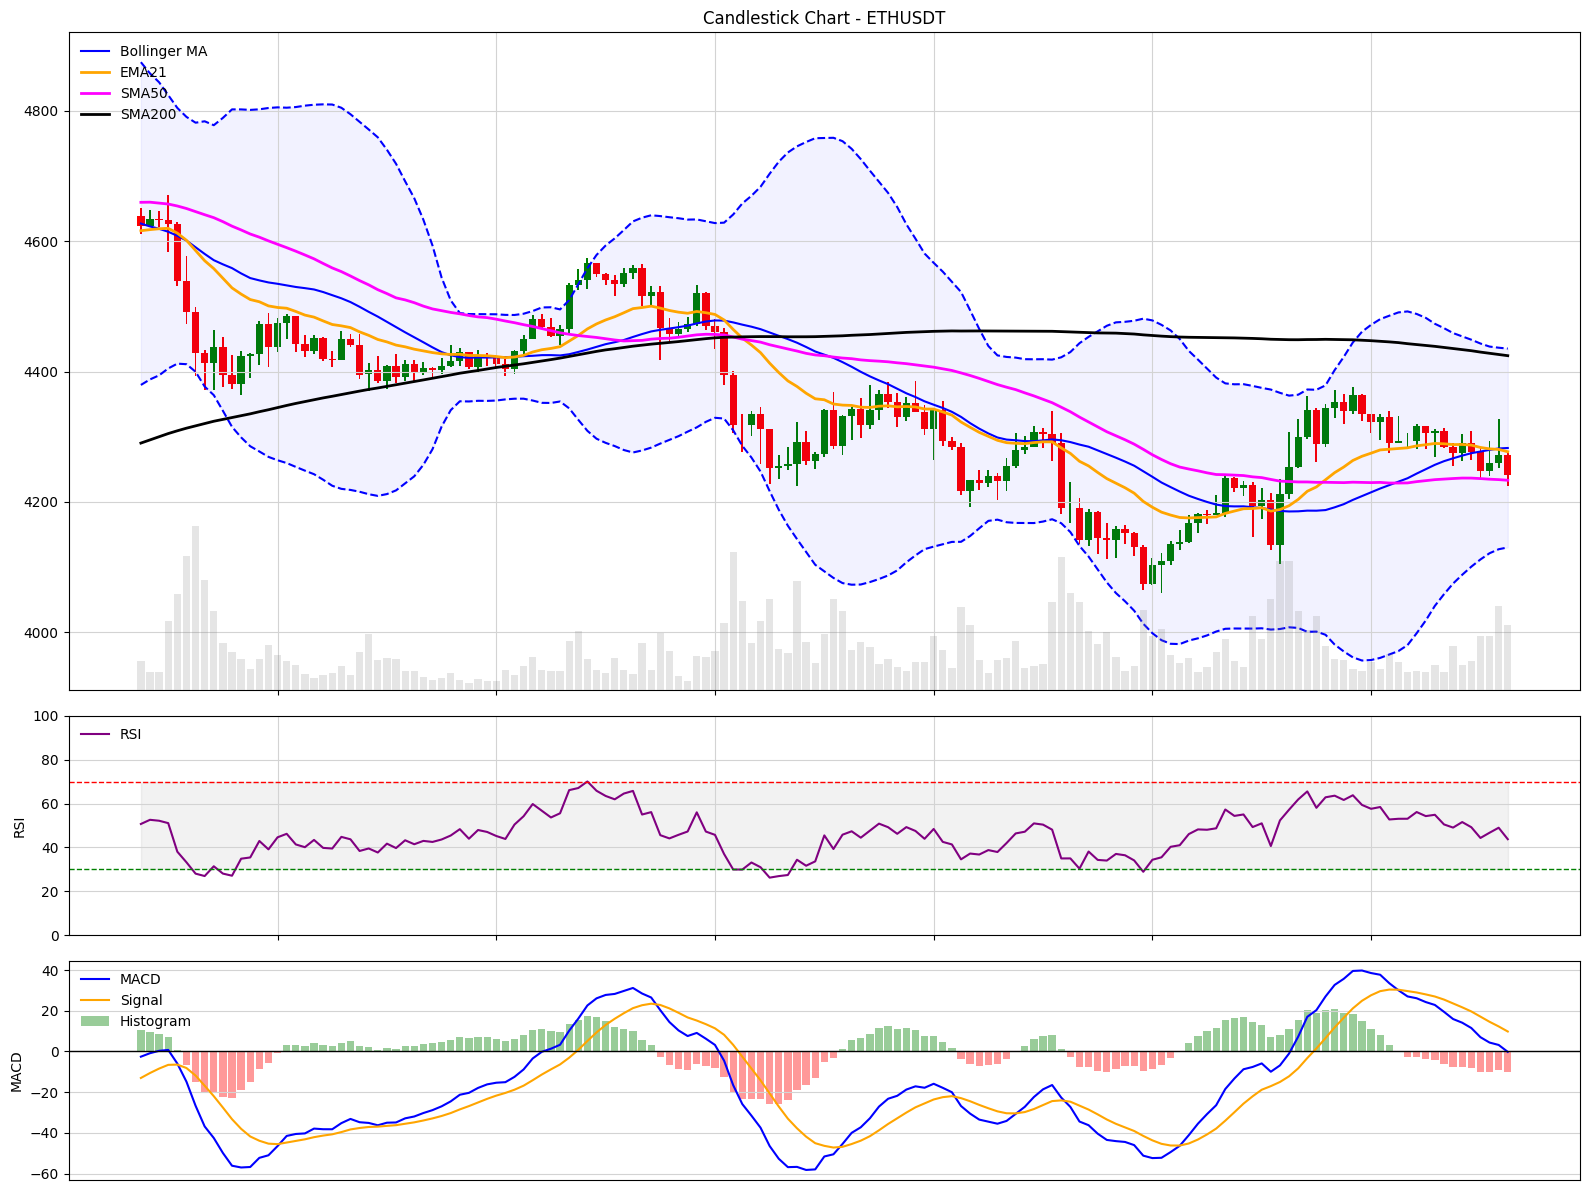 Candlestick Chart - ETHUSDT
Bollinger MA
EMA21
SMA50
SMA200
4800
4600
4400
4200
4000
RSI
100
80
60
40
20
0
RSI
MACD
Signal
Histogram
40
20
0
−20
−40
−60
MACD